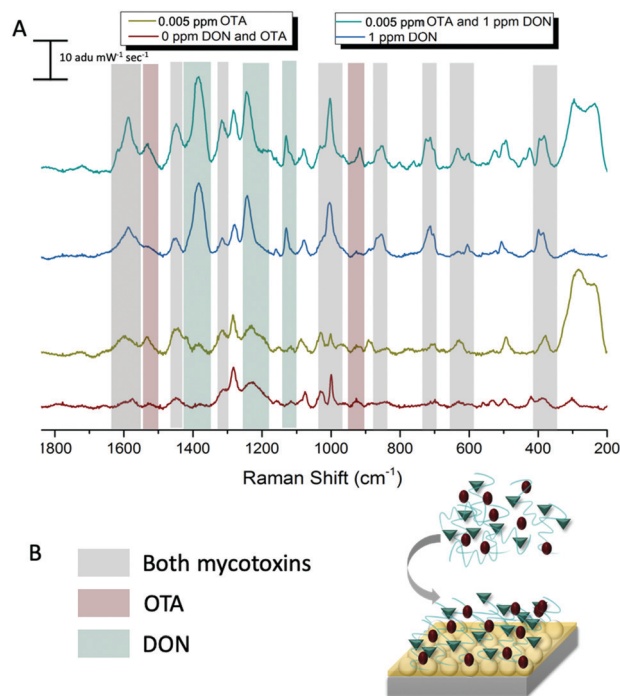 A
0.005 ppm OTA
0 ppm DON and OTA
0.005 ppm OTA and 1 ppm DON
1 ppm DON
10 adu mW⁻¹ sec⁻¹
1800 1600 1400 1200 1000 800 600 400 200
Raman Shift (cm⁻¹)
B
Both mycotoxins
OTA
DON